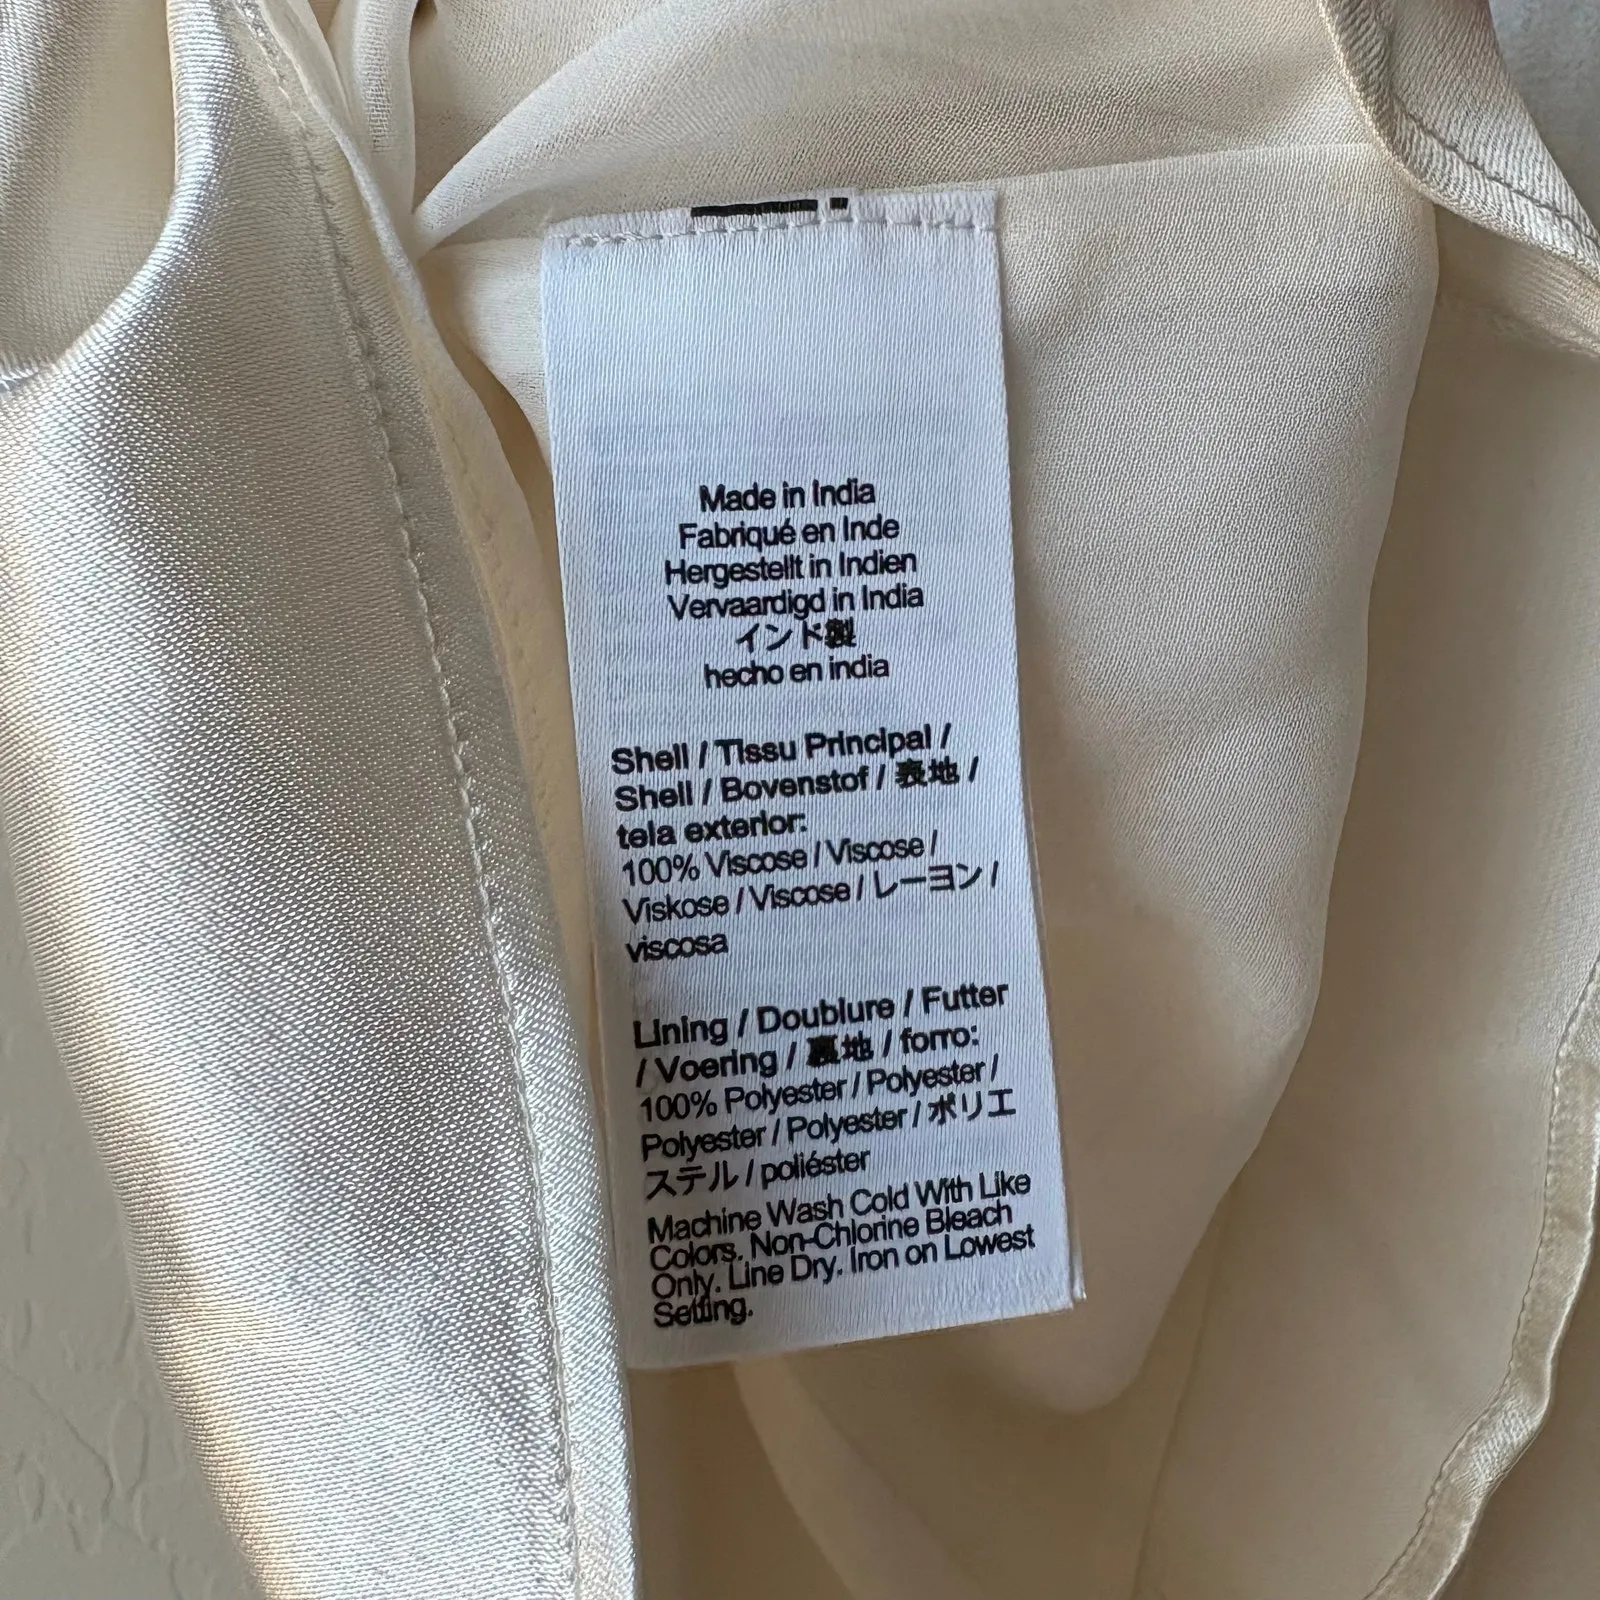 Made in India
Fabriqué en Inde
Hergestellt in Indien
Vervaardigd in India
インド製
hecho en india
Shell / Tissu Principal /
Shell / Bovenstof / 表地 /
tela exterior:
100% Viscose / Viscose /
Viskose / Viscose / レーヨン /
viscosa
Lining / Doublure / Futter
/ Voering / 裏地 / forro:
100% Polyester / Polyester /
Polyester / Polyester / ポリエ
ステル / poliéster
Machine Wash Cold With Like
Colors. Non-Chlorine Bleach
Only. Line Dry. Iron on Lowest
Setting.